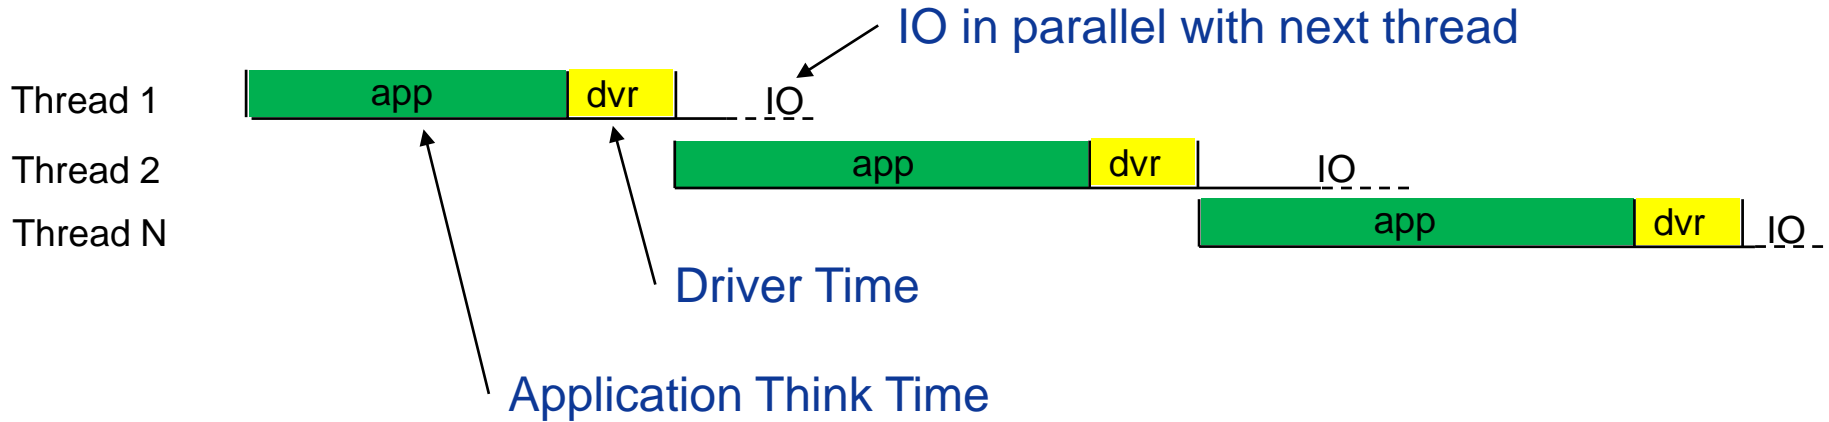 IO in parallel with next thread
Thread 1 app dvr IO
Thread 2 app dvr IO
Thread N app dvr IO
Driver Time
Application Think Time